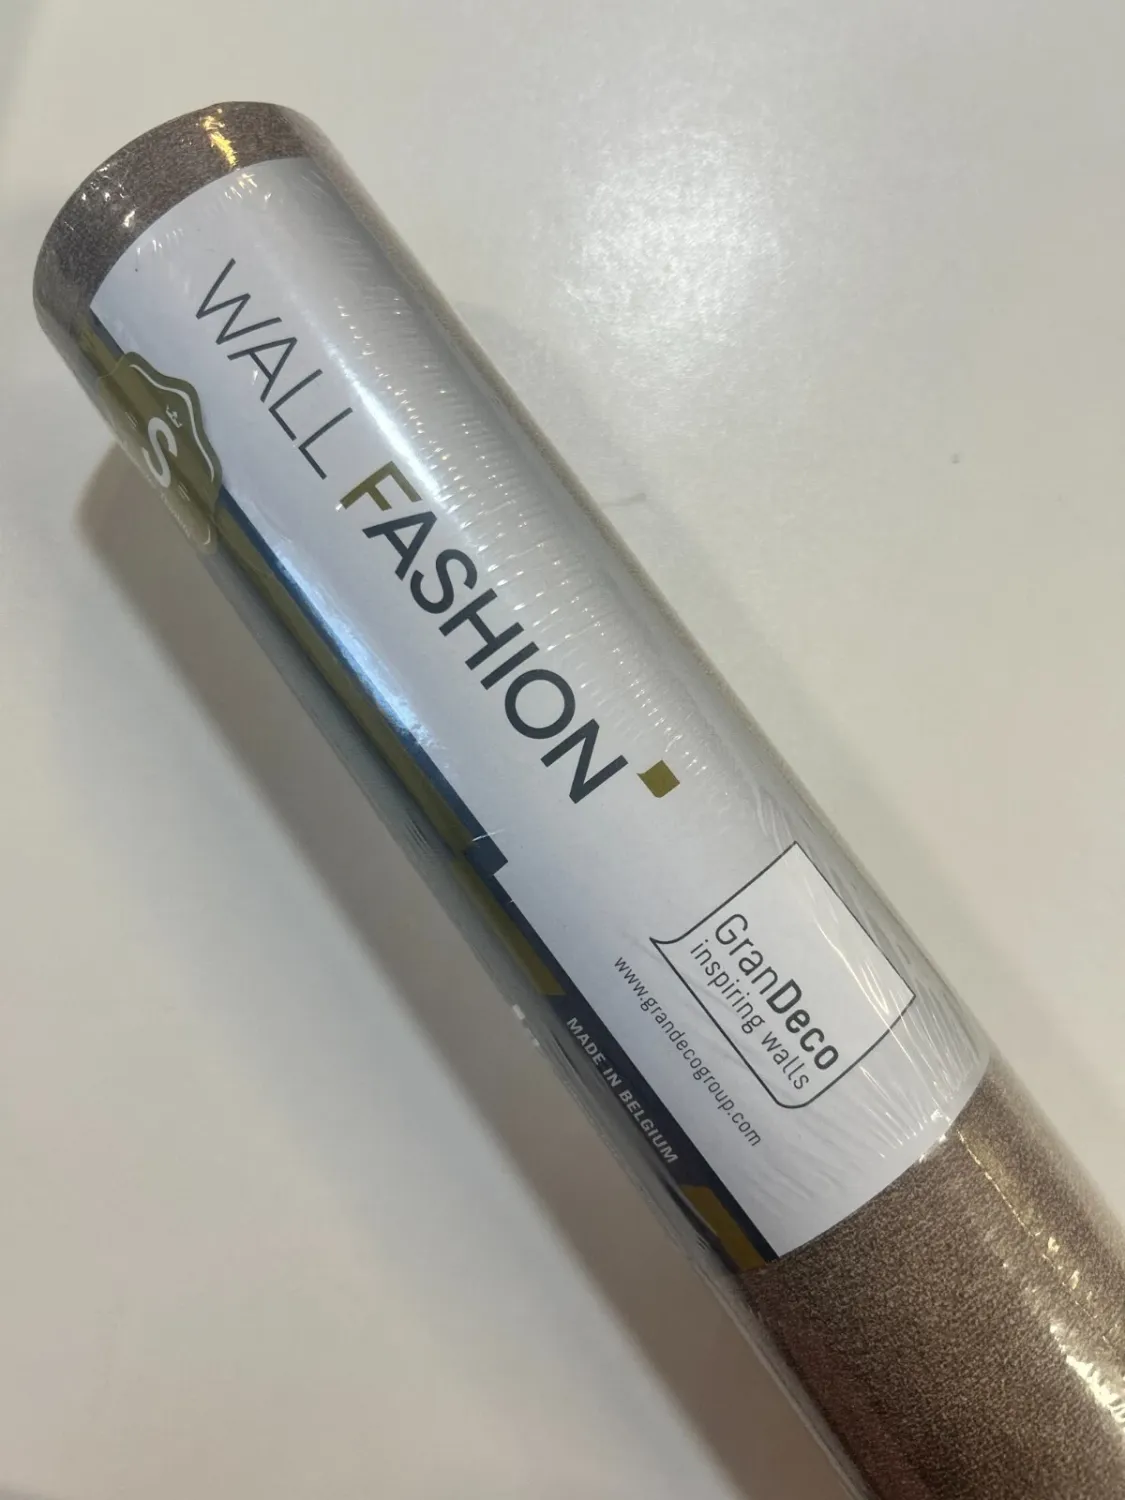 WALL FASHION
S
GranDeco
inspiring walls
www.grandecogroup.com
MADE IN BELGIUM